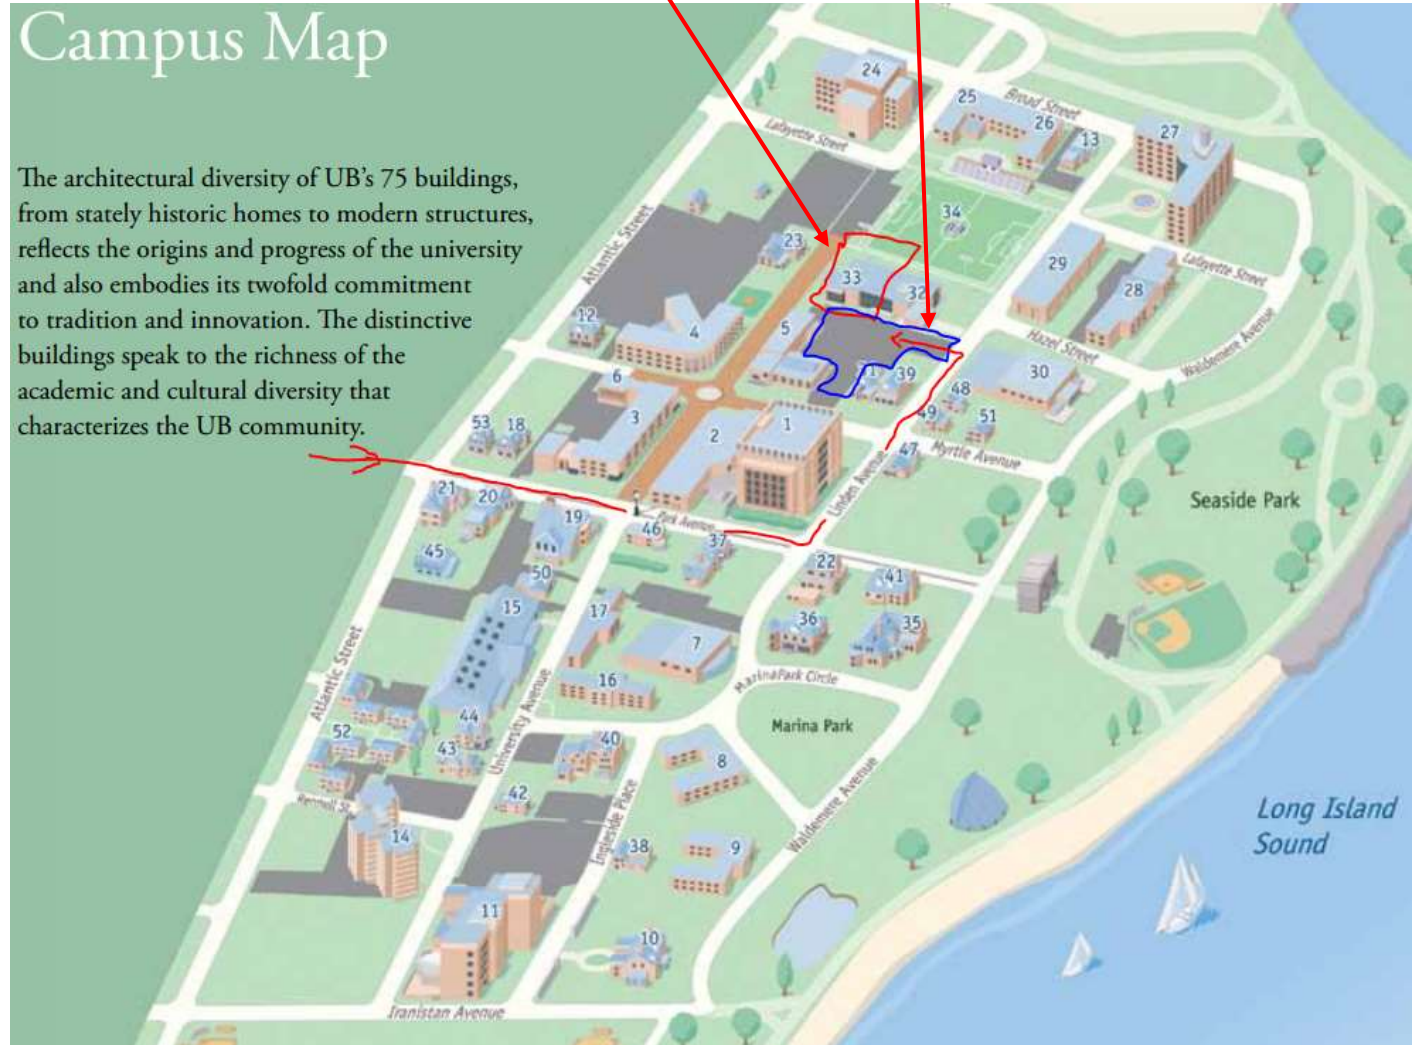 Campus Map
The architectural diversity of UB's 75 buildings,
from stately historic homes to modern structures,
reflects the origins and progress of the university
and also embodies its twofold commitment
to tradition and innovation. The distinctive
buildings speak to the richness of the
academic and cultural diversity that
characterizes the UB community.
24
25
Broad Street
26
13
27
Lafayette Street
34
23
Atlantic Street
33
32
29
28
Lafayette Street
12
4
5
Hazel Street
Waldemere Avenue
6
39
30
48
53
18
3
2
1
49
51
47
Myrtle Avenue
Linden Avenue
21
20
19
46
Park Avenue
37
Seaside Park
45
50
22
41
15
17
36
35
7
16
Marina Park Circle
Atlantic Street
University Avenue
Marina Park
44
52
43
40
8
42
Ingleside Place
Waldemere Avenue
Long Island
Sound
14
38
9
11
10
Iranistan Avenue